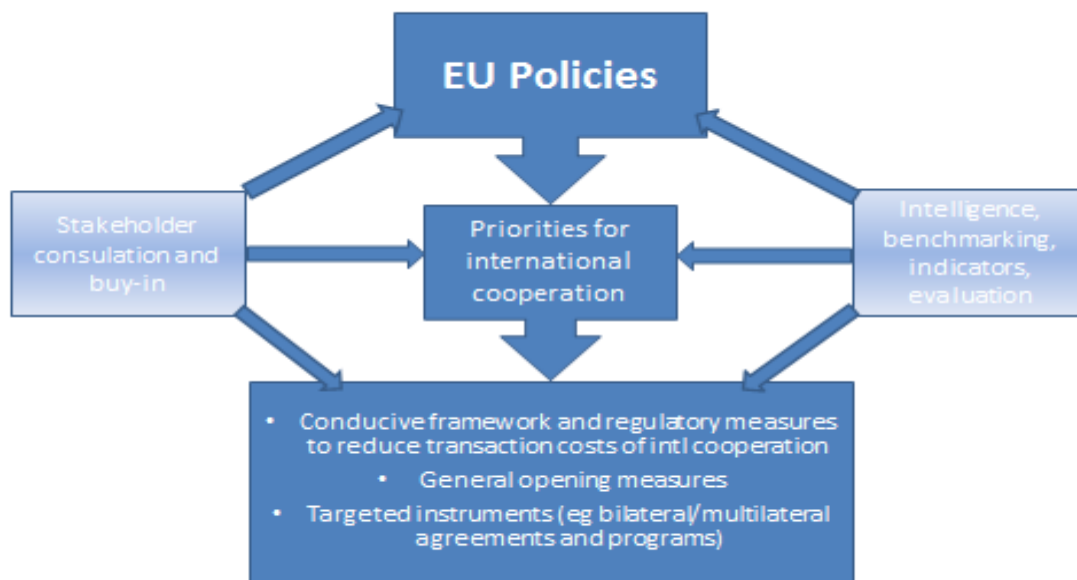 EU Policies
Stakeholder
consulation and
buy-in
Priorities for
international
cooperation
Intelligence,
benchmarking,
indicators,
evaluation
• Conducive framework and regulatory measures
to reduce transaction costs of intl cooperation
• General opening measures
• Targeted instruments (eg bilateral/multilateral
agreements and programs)